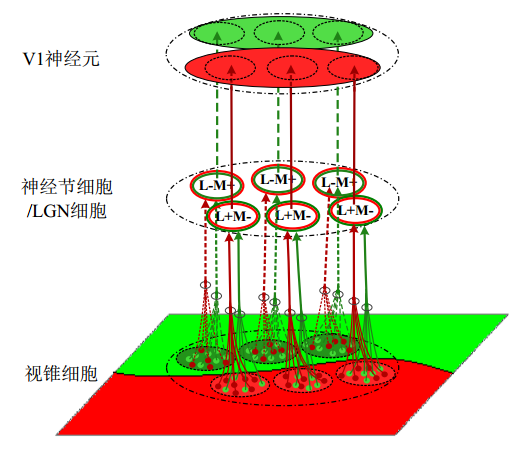 V1神经元
L-M+ L-M+ L-M+
神经节细胞
/LGN细胞
L+M- L+M- L+M-
视锥细胞